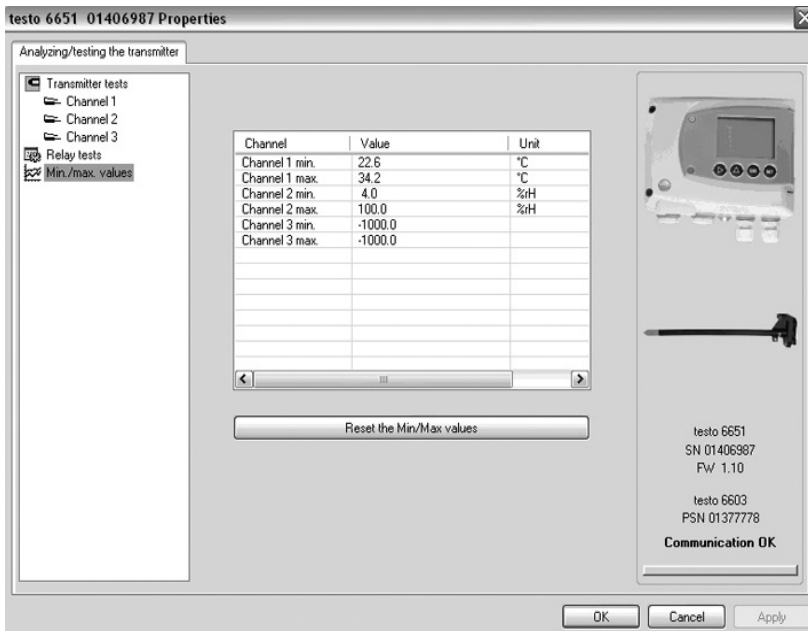 testo 6651 01406987 Properties
Analyzing/testing the transmitter
Transmitter tests
Channel 1
Channel 2
Channel 3
Relay tests
Min./max. values
Channel Value Unit
Channel 1 min. 22.6 °C
Channel 1 max. 34.2 °C
Channel 2 min. 4.0 %rH
Channel 2 max. 100.0 %rH
Channel 3 min. -1000.0
Channel 3 max. -1000.0
Reset the Min/Max values
testo 6651
SN 01406987
FW 1.10
testo 6603
PSN 01377778
Communication OK
OK Cancel Apply